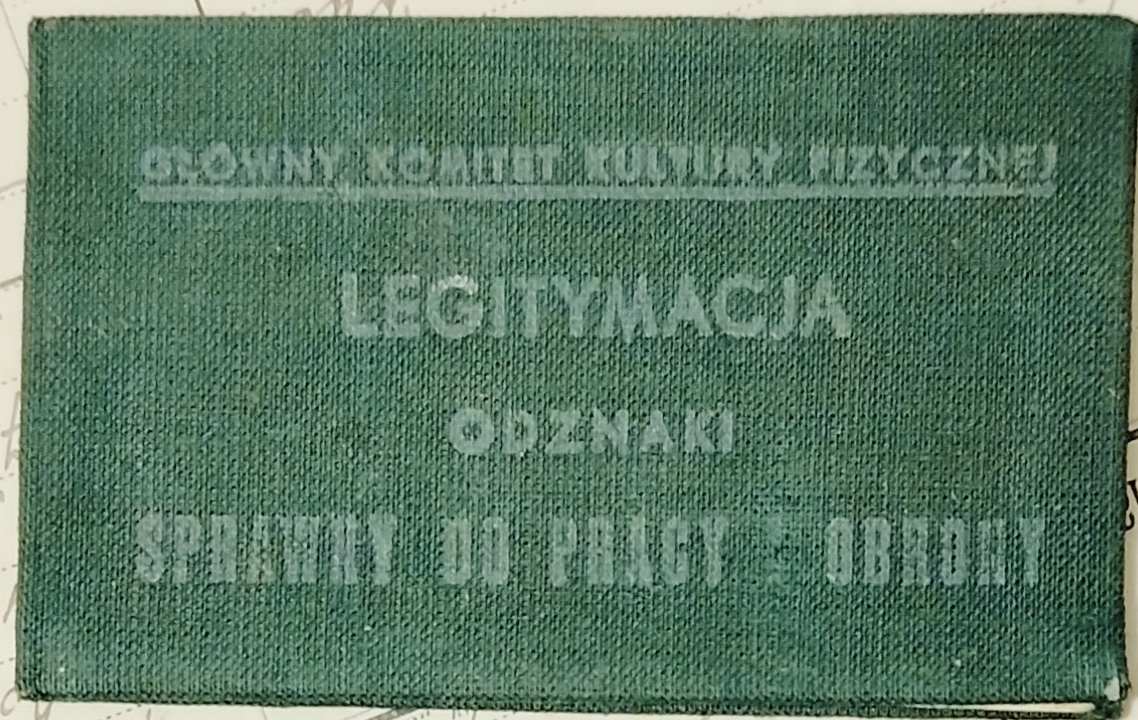 GŁÓWNY KOMITET KULTURY FIZYCZNEJ
LEGITYMACJA
ODZNAKI
SPRAWNY DO PRACY I OBRONY